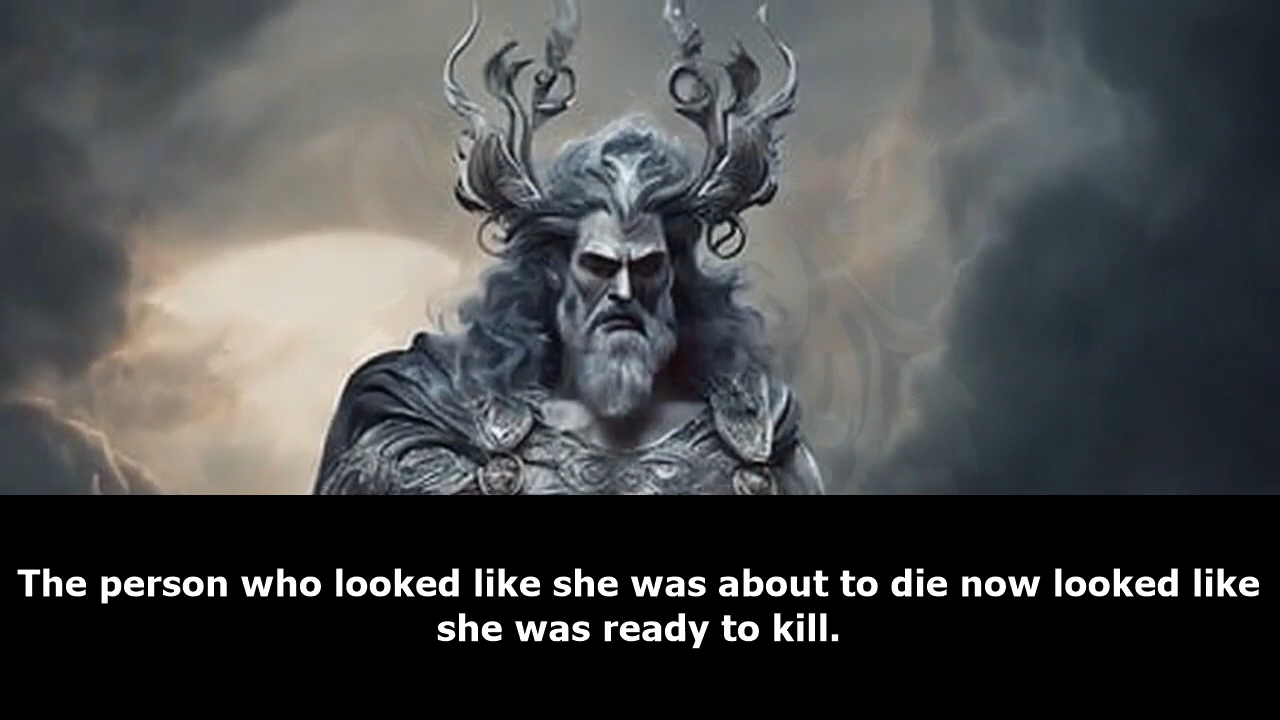 The person who looked like she was about to die now looked like
she was ready to kill.